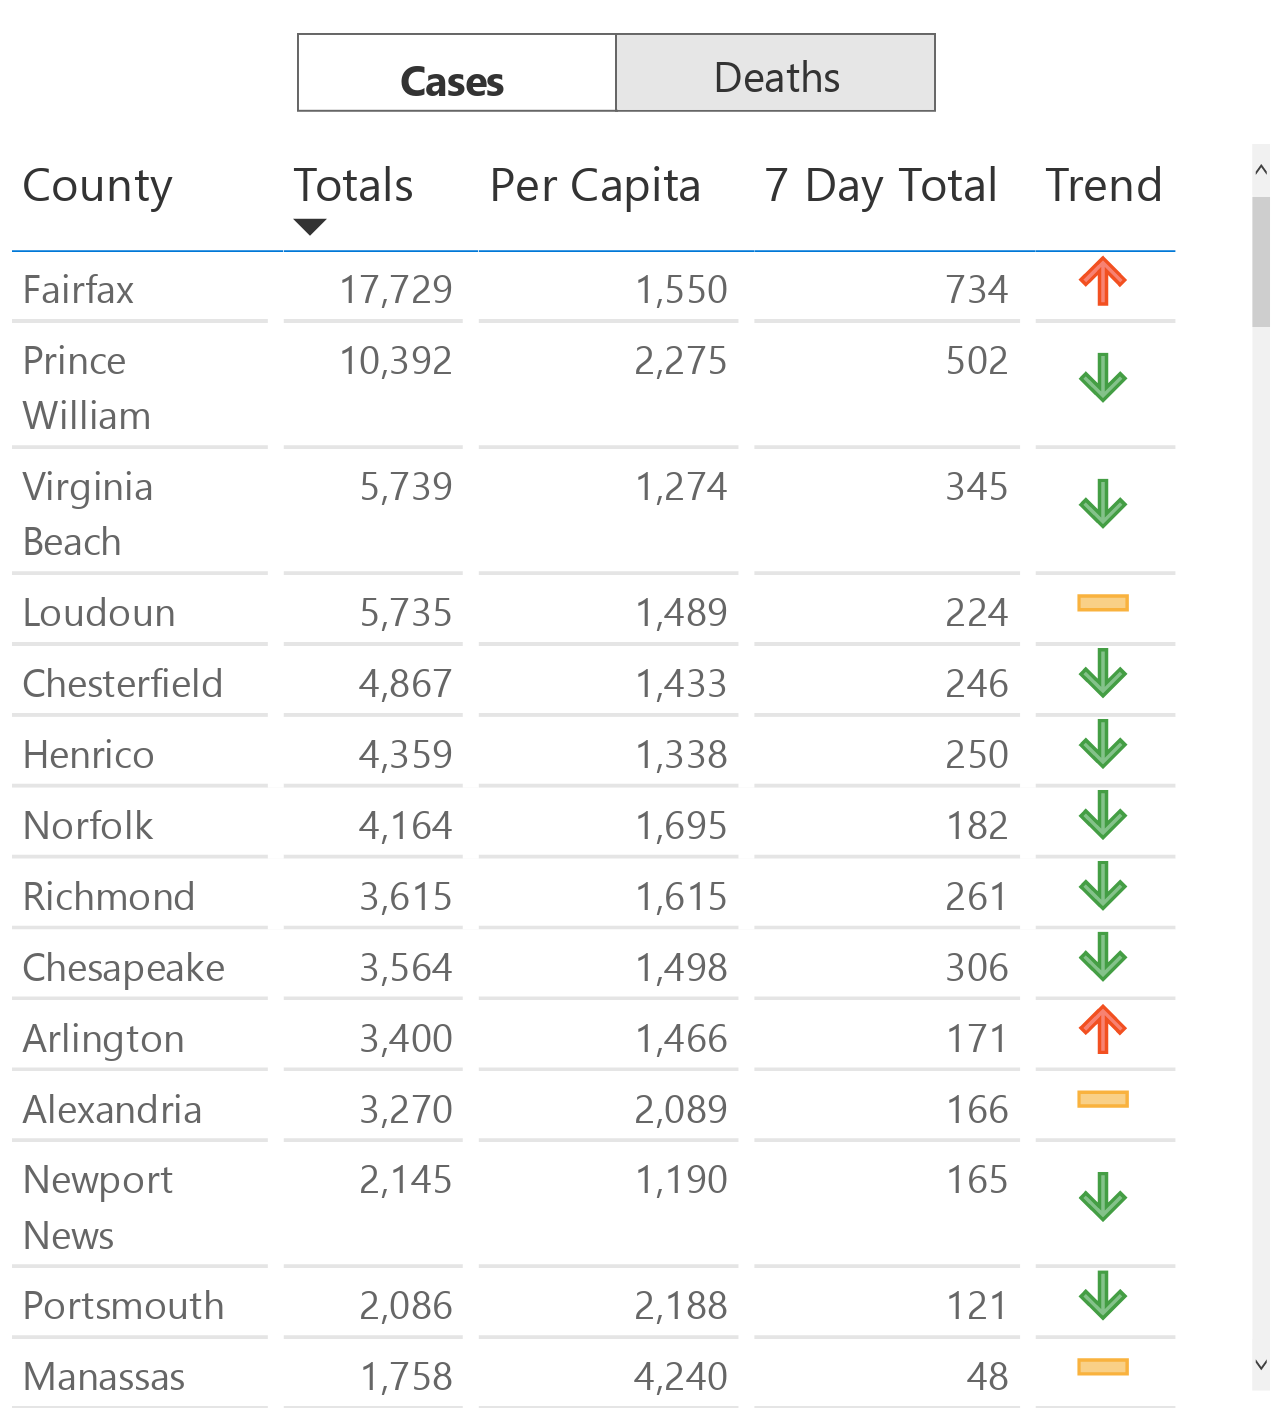 Cases Deaths
County Totals Per Capita 7 Day Total Trend
Fairfax 17,729 1,550 734
Prince 10,392 2,275 502
William
Virginia 5,739 1,274 345
Beach
Loudoun 5,735 1,489 224
Chesterfield 4,867 1,433 246
Henrico 4,359 1,338 250
Norfolk 4,164 1,695 182
Richmond 3,615 1,615 261
Chesapeake 3,564 1,498 306
Arlington 3,400 1,466 171
Alexandria 3,270 2,089 166
Newport 2,145 1,190 165
News
Portsmouth 2,086 2,188 121
Manassas 1,758 4,240 48